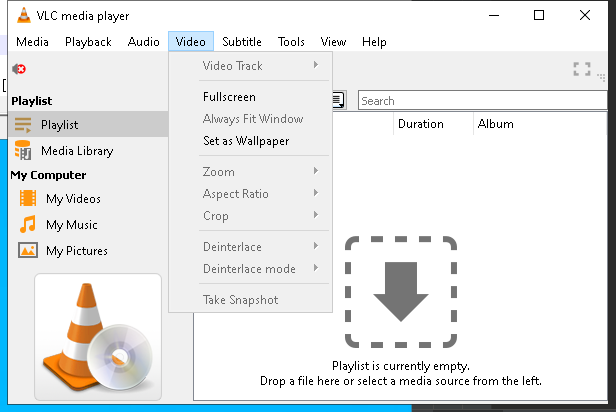 VLC media player
Media Playback Audio Video Subtitle Tools View Help
Video Track
Fullscreen
Always Fit Window
Set as Wallpaper
Zoom
Aspect Ratio
Crop
Deinterlace
Deinterlace mode
Take Snapshot
Playlist
Playlist
Media Library
My Computer
My Videos
My Music
My Pictures
Search
Duration Album
Playlist is currently empty.
Drop a file here or select a media source from the left.